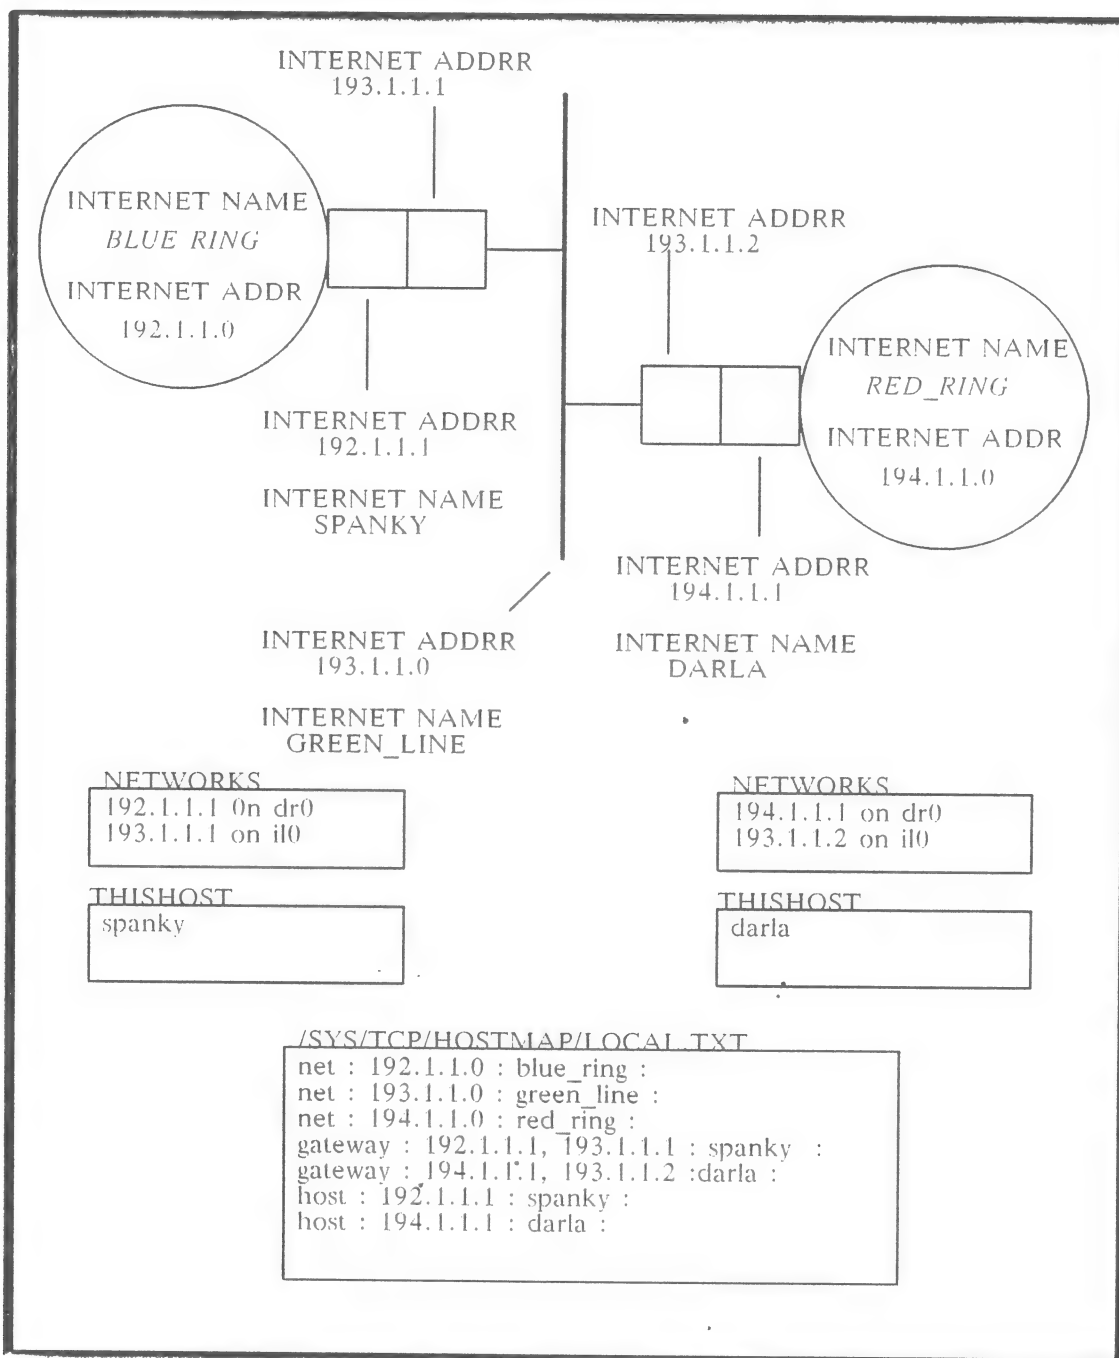 INTERNET ADDRR
193.1.1.1
INTERNET NAME
BLUE RING
INTERNET ADDR
192.1.1.0
INTERNET ADDRR
193.1.1.2
INTERNET NAME
RED_RING
INTERNET ADDR
194.1.1.0
INTERNET ADDRR
192.1.1.1
INTERNET NAME
SPANKY
INTERNET ADDRR
194.1.1.1
INTERNET NAME
DARLA
INTERNET ADDRR
193.1.1.0
INTERNET NAME
GREEN_LINE
NETWORKS
192.1.1.1 0n dr0
193.1.1.1 on il0
THISHOST
spanky
NETWORKS
194.1.1.1 on dr0
193.1.1.2 on il0
THISHOST
darla
/SYS/TCP/HOSTMAP/LOCAL.TXT
net : 192.1.1.0 : blue_ring :
net : 193.1.1.0 : green_line :
net : 194.1.1.0 : red_ring :
gateway : 192.1.1.1, 193.1.1.1 : spanky :
gateway : 194.1.1.1, 193.1.1.2 :darla :
host : 192.1.1.1 : spanky :
host : 194.1.1.1 : darla :